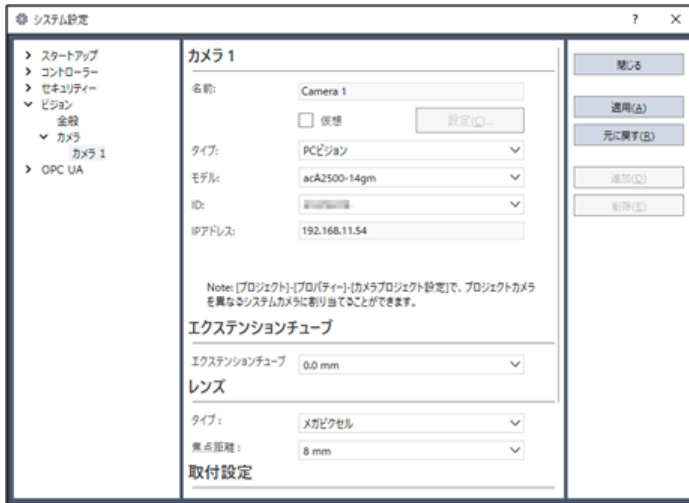 システム設定
スタートアップ
コントローラー
セキュリティー
ビジョン
全般
カメラ
カメラ 1
OPC UA
カメラ 1
名前:
Camera 1
仮想
設定(C)...
タイプ:
PCビジョン
モデル:
acA2500-14gm
ID:
IPアドレス:
192.168.11.54
Note: [プロジェクト]-[プロパティー]-[カメラプロジェクト設定]で、プロジェクトカメラ
を異なるシステムカメラに割り当てることができます。
エクステンションチューブ
エクステンションチューブ
0.0 mm
レンズ
タイプ :
メガピクセル
焦点距離 :
8 mm
取付設定
閉じる
適用(A)
元に戻す(R)
追加(D)
削除(E)